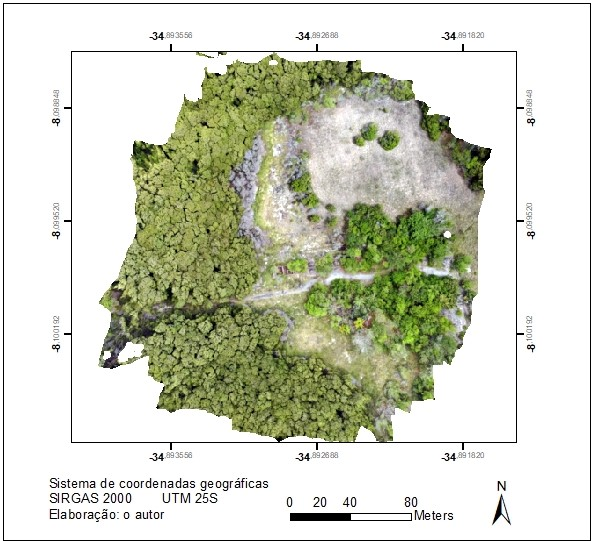 -34.893556 -34.892688 -34.891820
-8.098848 -8.098848
-8.099520 -8.099520
-8.100192 -8.100192
-34.893556 -34.892688 -34.891820
Sistema de coordenadas geográficas
SIRGAS 2000 UTM 25S
Elaboração: o autor
0 20 40 80
Meters
N